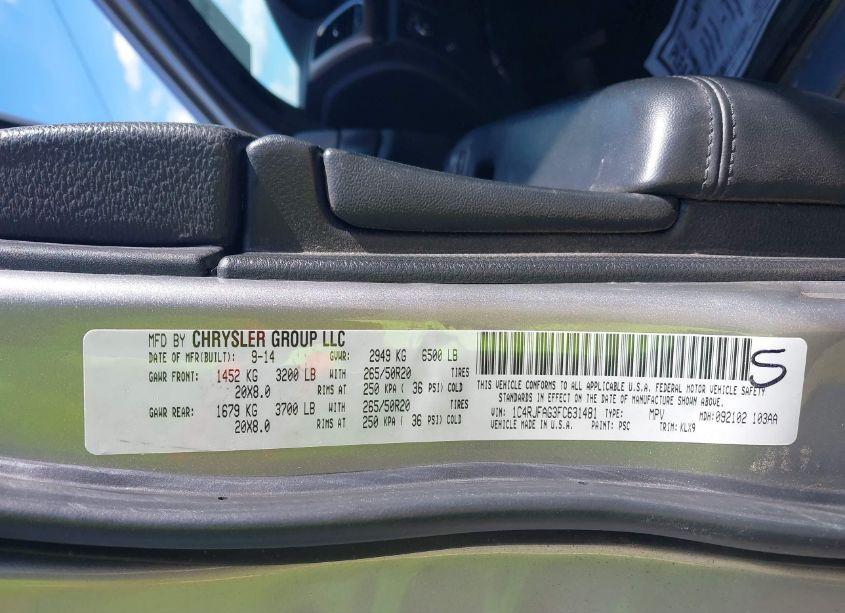 MFD BY CHRYSLER GROUP LLC
DATE OF MFR(BUILT): 9-14 GVWR: 2949 KG 6500 LB
GAWR FRONT: 1452 KG 3200 LB WITH 265/50R20 TIRES
20X8.0 RIMS AT 250 KPA ( 36 PSI) COLD
GAWR REAR: 1679 KG 3700 LB WITH 265/50R20 TIRES
20X8.0 RIMS AT 250 KPA ( 36 PSI) COLD
THIS VEHICLE CONFORMS TO ALL APPLICABLE U.S.A. FEDERAL MOTOR VEHICLE SAFETY
STANDARDS IN EFFECT ON THE DATE OF MANUFACTURE SHOWN ABOVE.
VIN: 1C4RJFAG3FC631481 TYPE: MPV MDH: 092102 103AA
VEHICLE MADE IN U.S.A. PAINT: PSC TRIM: KLX9
S